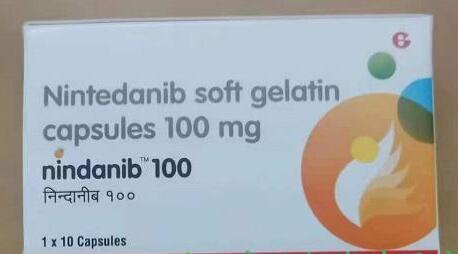 Nintedanib soft gelatin
capsules 100 mg
nindanib™ 100
निन्दानीब १००
1 x 10 Capsules